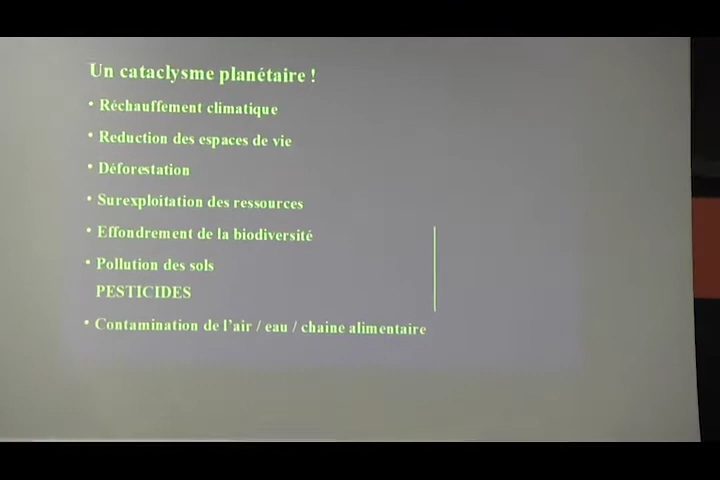 Un cataclysme planétaire !
• Réchauffement climatique
• Reduction des espaces de vie
• Déforestation
• Surexploitation des ressources
• Effondrement de la biodiversité
• Pollution des sols
PESTICIDES
• Contamination de l'air / eau / chaine alimentaire